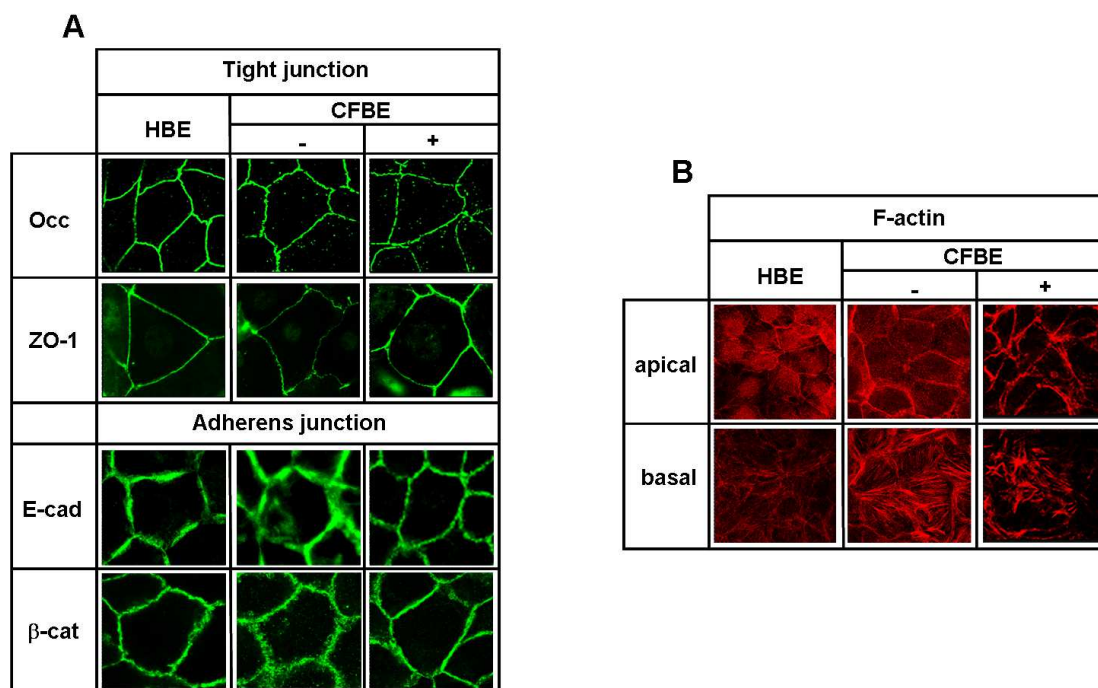 A
Tight junction
HBE
CFBE
- +
Occ
ZO-1
Adherens junction
E-cad
β-cat
B
F-actin
HBE
CFBE
- +
apical
basal